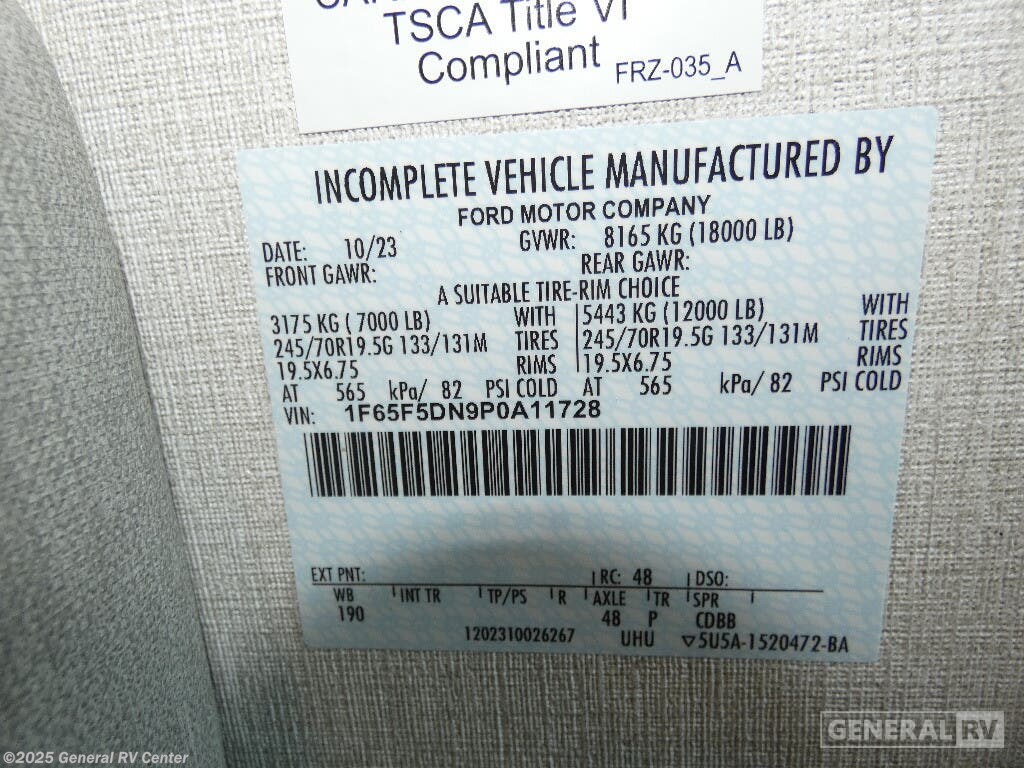 TSCA Title VI
Compliant FRZ-035_A
INCOMPLETE VEHICLE MANUFACTURED BY
FORD MOTOR COMPANY
DATE: 10/23 GVWR: 8165 KG (18000 LB)
FRONT GAWR: REAR GAWR:
A SUITABLE TIRE-RIM CHOICE
3175 KG ( 7000 LB) WITH 5443 KG (12000 LB) WITH
245/70R19.5G 133/131M TIRES 245/70R19.5G 133/131M TIRES
19.5X6.75 RIMS 19.5X6.75 RIMS
AT 565 kPa/ 82 PSI COLD AT 565 kPa/ 82 PSI COLD
VIN: 1F65F5DN9P0A11728
EXT PNT: RC: 48 DSO:
WB INT TR TP/PS R AXLE TR SPR
190 48 P CDBB
1202310026267 UHU ▽5U5A-1520472-BA
GENERAL RV
©2025 General RV Center